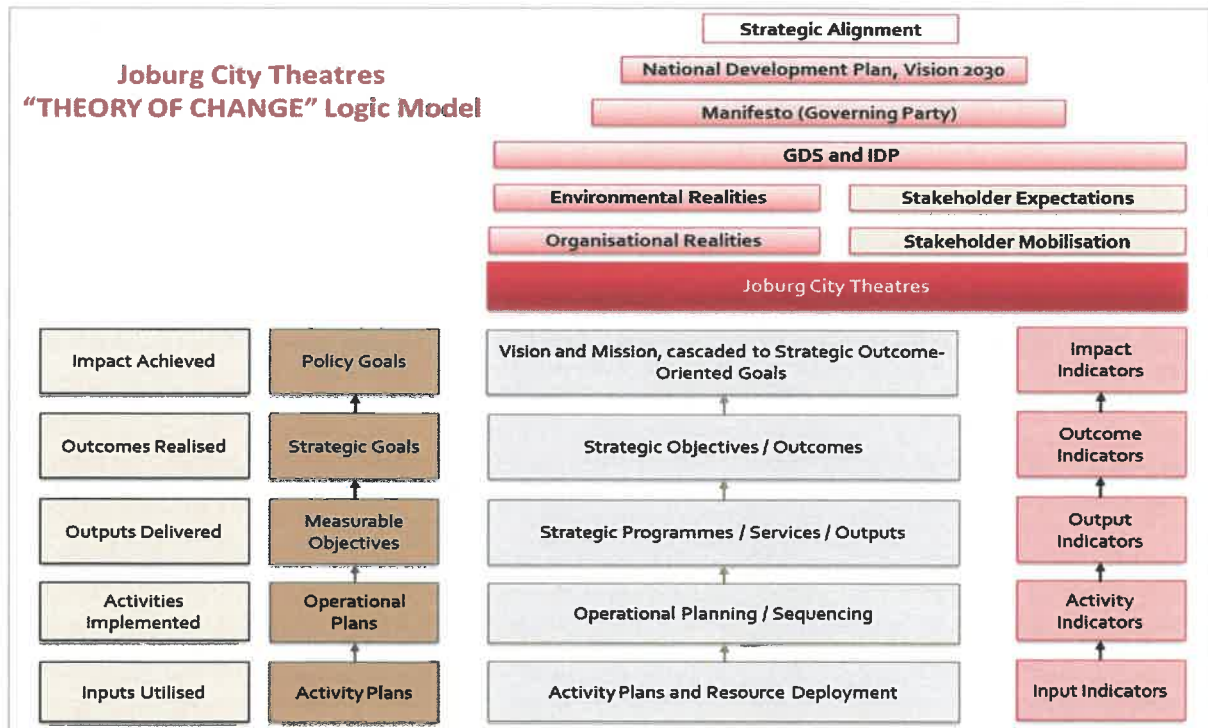 Strategic Alignment
Joburg City Theatres
"THEORY OF CHANGE" Logic Model
National Development Plan, Vision 2030
Manifesto (Governing Party)
GDS and IDP
Environmental Realities
Stakeholder Expectations
Organisational Realities
Stakeholder Mobilisation
Joburg City Theatres
Impact Achieved
Policy Goals
Vision and Mission, cascaded to Strategic Outcome-
Oriented Goals
Impact
Indicators
Outcomes Realised
Strategic Goals
Strategic Objectives / Outcomes
Outcome
Indicators
Outputs Delivered
Measurable
Objectives
Strategic Programmes / Services / Outputs
Output
Indicators
Activities
Implemented
Operational
Plans
Operational Planning / Sequencing
Activity
Indicators
Inputs Utilised
Activity Plans
Activity Plans and Resource Deployment
Input Indicators